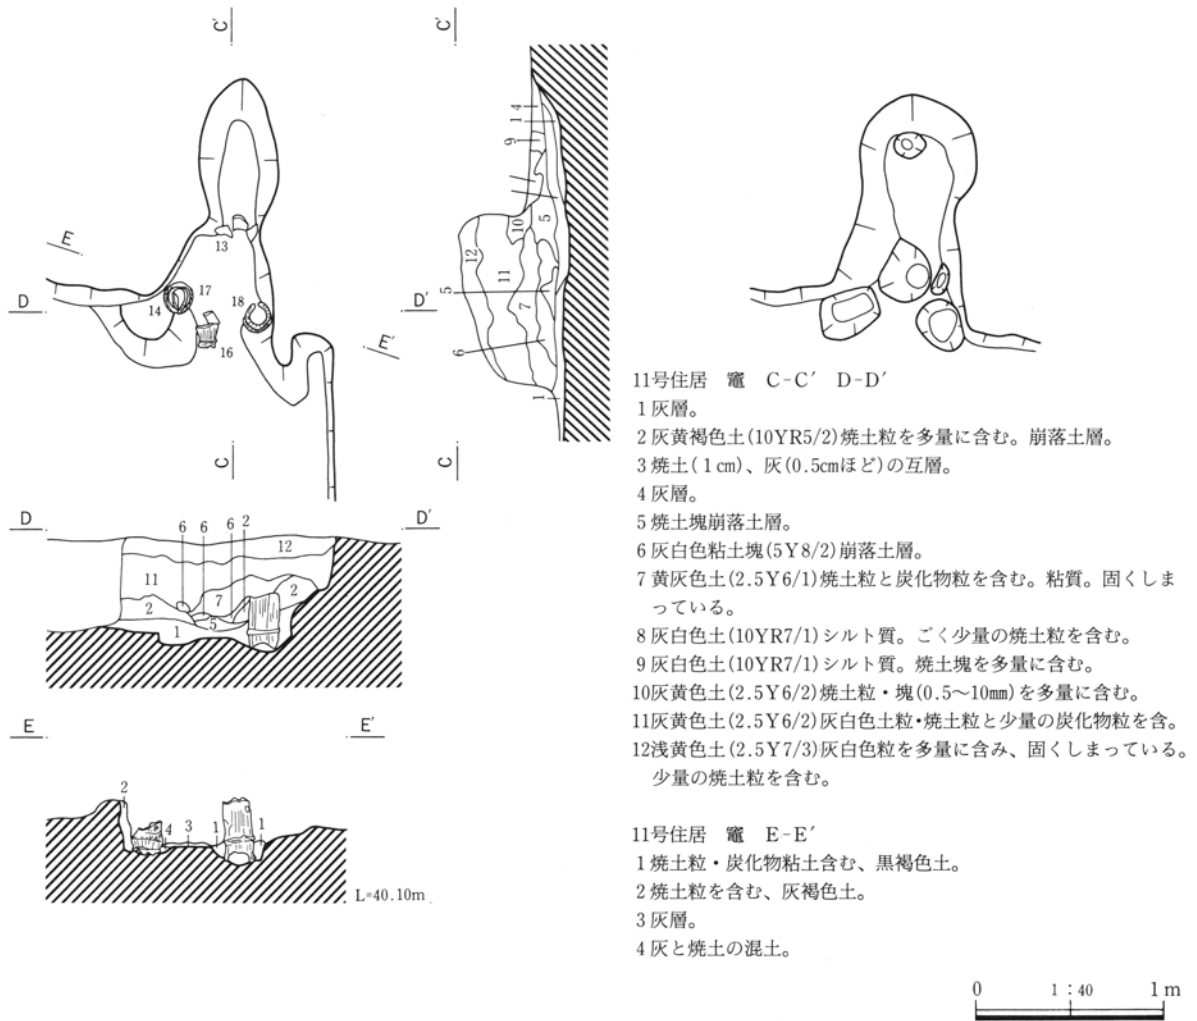 C′
C′
1 4
9
E
13
10
5
12
11
D
17
14
18
D′
5
7
E′
16
6
1
C
C
D
6 6 6 2
D′
12
11
7
2
2
5
1
E
E′
2
4 3 1 1
L=40.10m
11号住居 竈 C-C′ D-D′
1灰層。
2灰黄褐色土(10YR5/2)焼土粒を多量に含む。崩落土層。
3焼土(1cm)、灰(0.5cmほど)の互層。
4灰層。
5焼土塊崩落土層。
6灰白色粘土塊(5Y8/2)崩落土層。
7黄灰色土(2.5Y6/1)焼土粒と炭化物粒を含む。粘質。固くしま
っている。
8灰白色土(10YR7/1)シルト質。ごく少量の焼土粒を含む。
9灰白色土(10YR7/1)シルト質。焼土塊を多量に含む。
10灰黄色土(2.5Y6/2)焼土粒・塊(0.5〜10mm)を多量に含む。
11灰黄色土(2.5Y6/2)灰白色土粒・焼土粒と少量の炭化物粒を含。
12浅黄色土(2.5Y7/3)灰白色粒を多量に含み、固くしまっている。
少量の焼土粒を含む。
11号住居 竈 E-E′
1焼土粒・炭化物粘土含む、黒褐色土。
2焼土粒を含む、灰褐色土。
3灰層。
4灰と焼土の混土。
0 1:40 1m